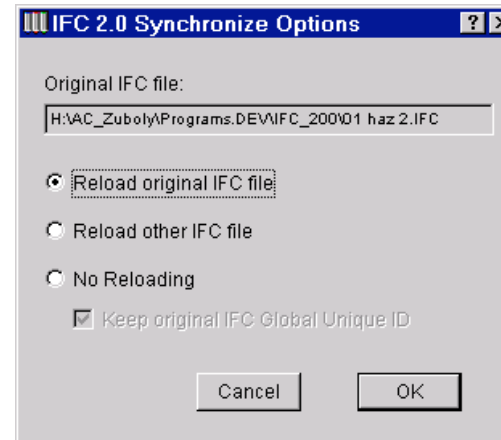 IFC 2.0 Synchronize Options
Original IFC file:
H:\AC_Zuboly\Programs.DEV\IFC_200\01 haz 2.IFC
Reload original IFC file
Reload other IFC file
No Reloading
Keep original IFC Global Unique ID
Cancel OK